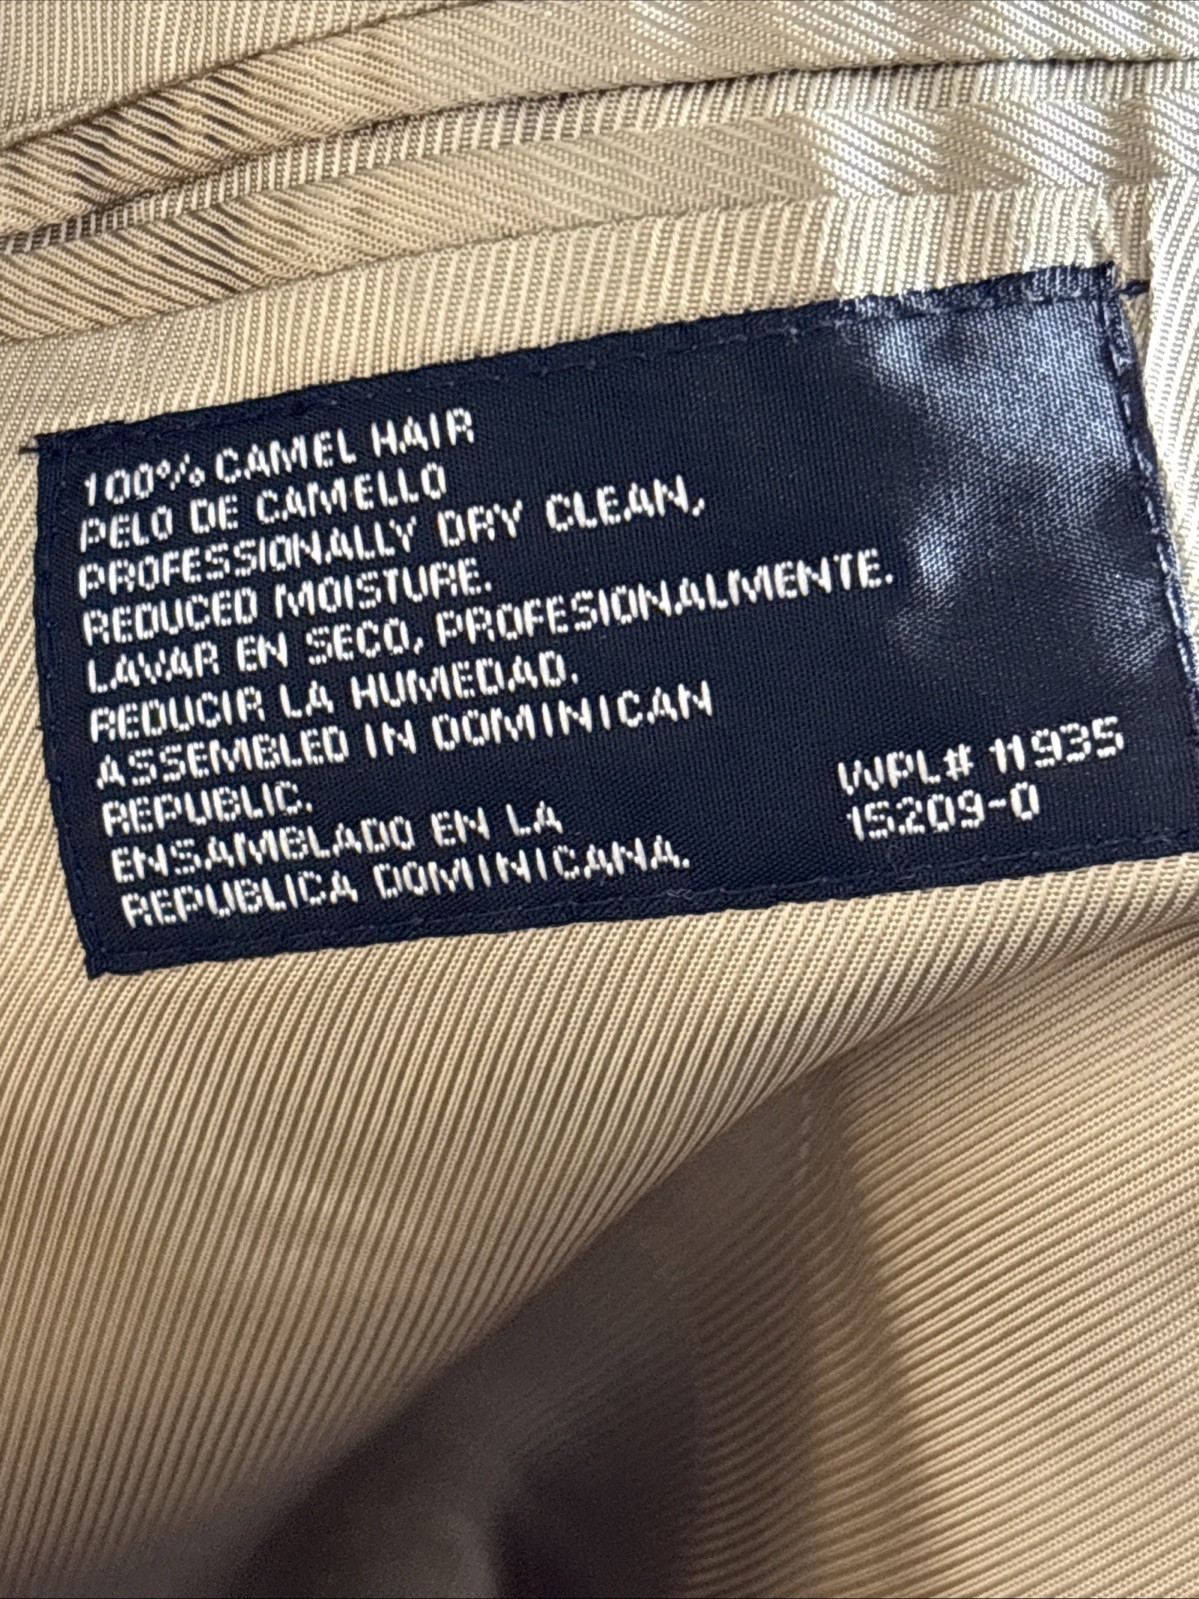 100% CAMEL HAIR
PELO DE CAMELLO
PROFESSIONALLY DRY CLEAN,
REDUCED MOISTURE.
LAVAR EN SECO, PROFESIONALMENTE.
REDUCIR LA HUMEDAD.
ASSEMBLED IN DOMINICAN
REPUBLIC.
ENSAMBLADO EN LA
REPUBLICA DOMINICANA.
WPL# 11935
15209-0